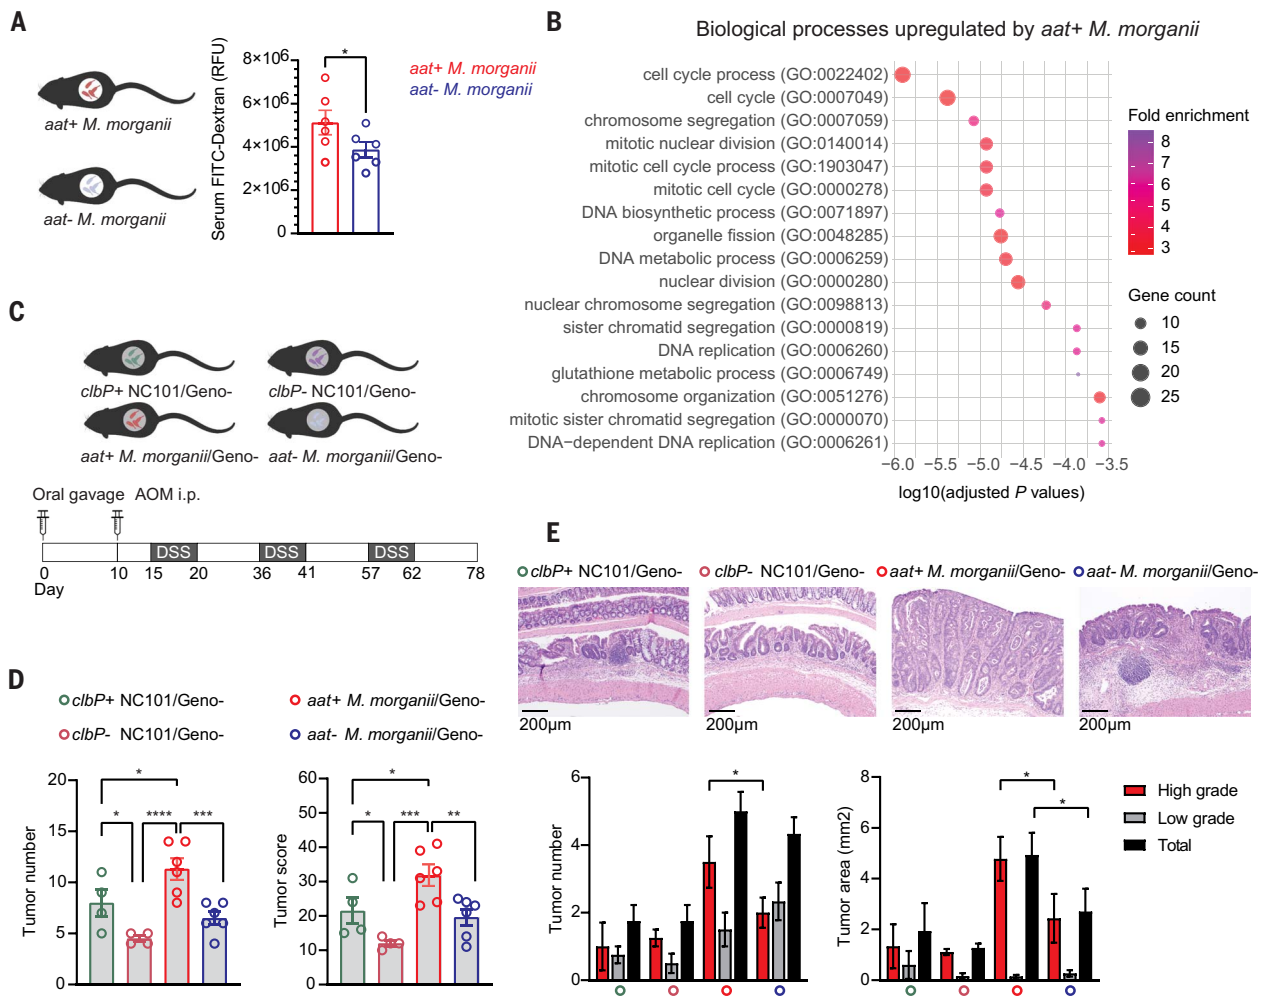 A
aat+ M. morganii
aat- M. morganii
Serum FITC-Dextran (RFU)
8×10⁶
6×10⁶
4×10⁶
2×10⁶
0
*
aat+ M. morganii
aat- M. morganii
B
Biological processes upregulated by aat+ M. morganii
cell cycle process (GO:0022402)
cell cycle (GO:0007049)
chromosome segregation (GO:0007059)
mitotic nuclear division (GO:0140014)
mitotic cell cycle process (GO:1903047)
mitotic cell cycle (GO:0000278)
DNA biosynthetic process (GO:0071897)
organelle fission (GO:0048285)
DNA metabolic process (GO:0006259)
nuclear division (GO:0000280)
nuclear chromosome segregation (GO:0098813)
sister chromatid segregation (GO:0000819)
DNA replication (GO:0006260)
glutathione metabolic process (GO:0006749)
chromosome organization (GO:0051276)
mitotic sister chromatid segregation (GO:0000070)
DNA−dependent DNA replication (GO:0006261)
−6.0 −5.5 −5.0 −4.5 −4.0 −3.5
log10(adjusted P values)
Fold enrichment
8
7
6
5
4
3
Gene count
10
15
20
25
C
clbP+ NC101/Geno-
clbP- NC101/Geno-
aat+ M. morganii/Geno-
aat- M. morganii/Geno-
Oral gavage AOM i.p.
DSS DSS DSS
0 10 15 20 36 41 57 62 78
Day
D
clbP+ NC101/Geno-
aat+ M. morganii/Geno-
clbP- NC101/Geno-
aat- M. morganii/Geno-
Tumor number
20
15
10
5
0
*
* **** ***
Tumor score
60
50
40
30
20
10
0
*
* *** **
E
clbP+ NC101/Geno- clbP- NC101/Geno- aat+ M. morganii/Geno- aat- M. morganii/Geno-
200µm 200µm 200µm 200µm
Tumor number
6
4
2
0
*
Tumor area (mm2)
8
6
4
2
0
*
*
High grade
Low grade
Total